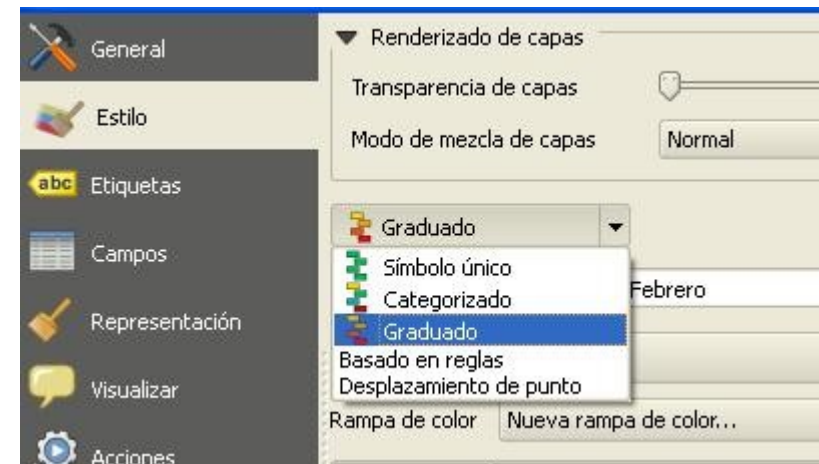 General
Estilo
Etiquetas
Campos
Representación
Visualizar
Acciones
Renderizado de capas
Transparencia de capas
Modo de mezcla de capas
Normal
Graduado
Símbolo único
Categorizado
Graduado
Basado en reglas
Desplazamiento de punto
Febrero
Rampa de color
Nueva rampa de color...
abc